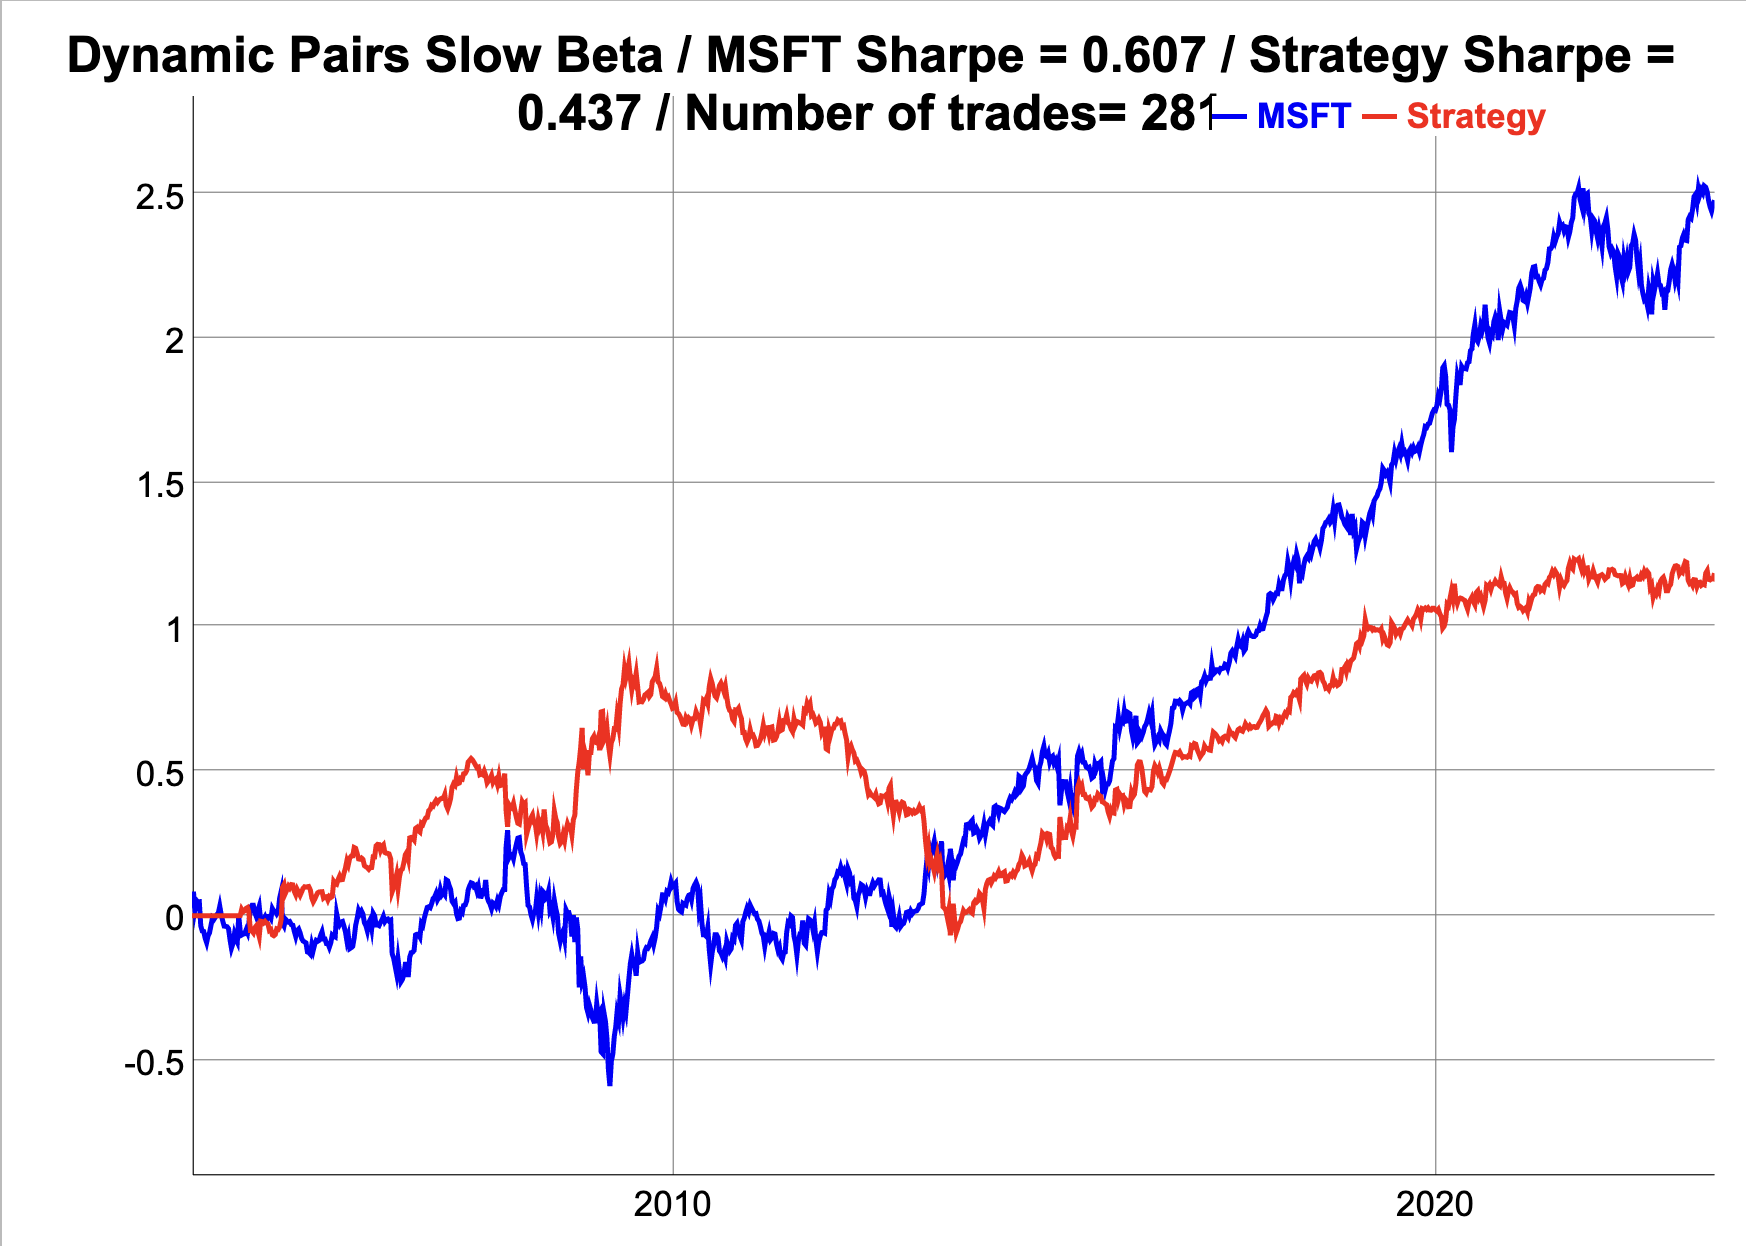 Dynamic Pairs Slow Beta / MSFT Sharpe = 0.607 / Strategy Sharpe =
0.437 / Number of trades= 281
MSFT Strategy
2.5
2
1.5
1
0.5
0
-0.5
2010 2020